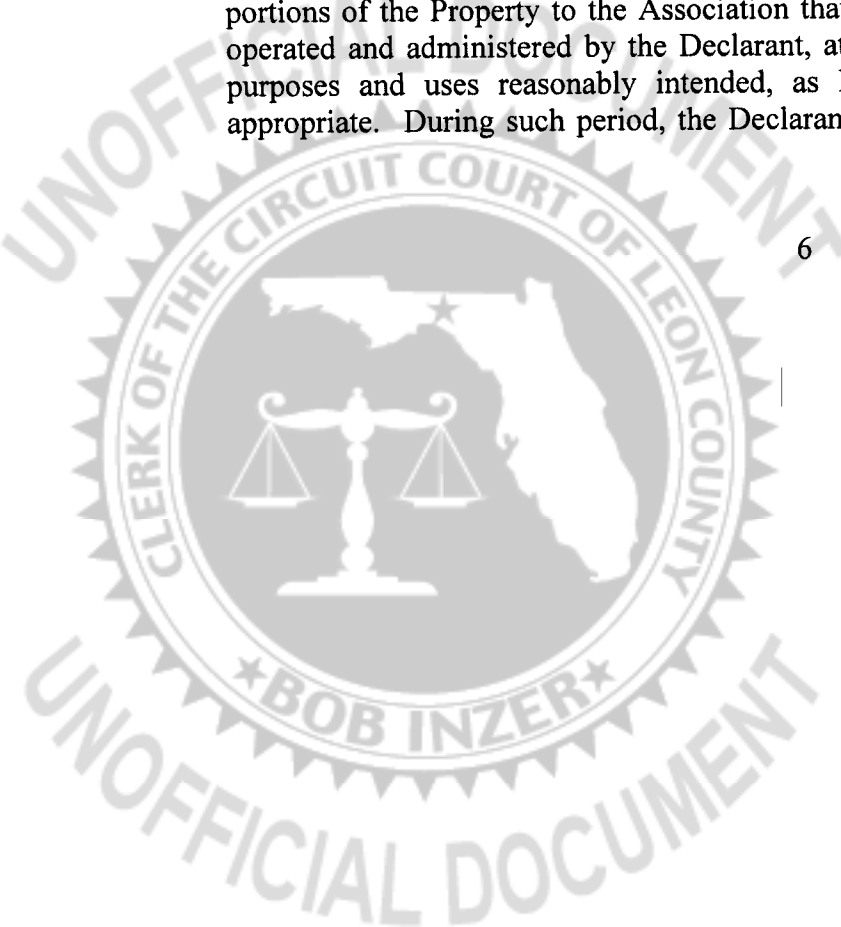 portions of the Property to the Association tha
operated and administered by the Declarant, a
purposes and uses reasonably intended, as
appropriate. During such period, the Declaran
6
UNOFFICIAL DOCUMENT
CLERK OF THE CIRCUIT COURT OF LEON COUNTY
★BOB INZER★
UNOFFICIAL DOCUMENT